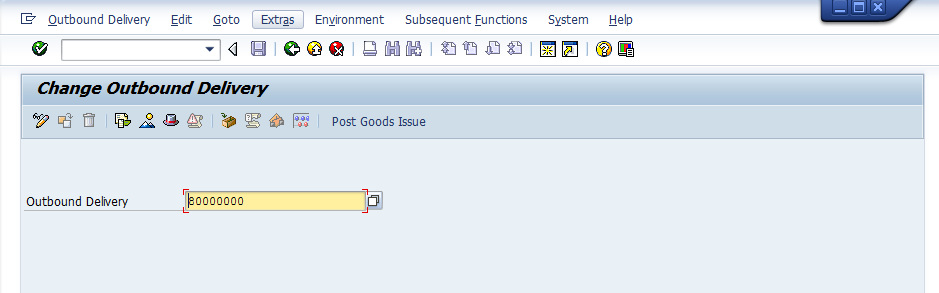 Outbound Delivery Edit Goto Extras Environment Subsequent Functions System Help
Change Outbound Delivery
Post Goods Issue
Outbound Delivery 80000000